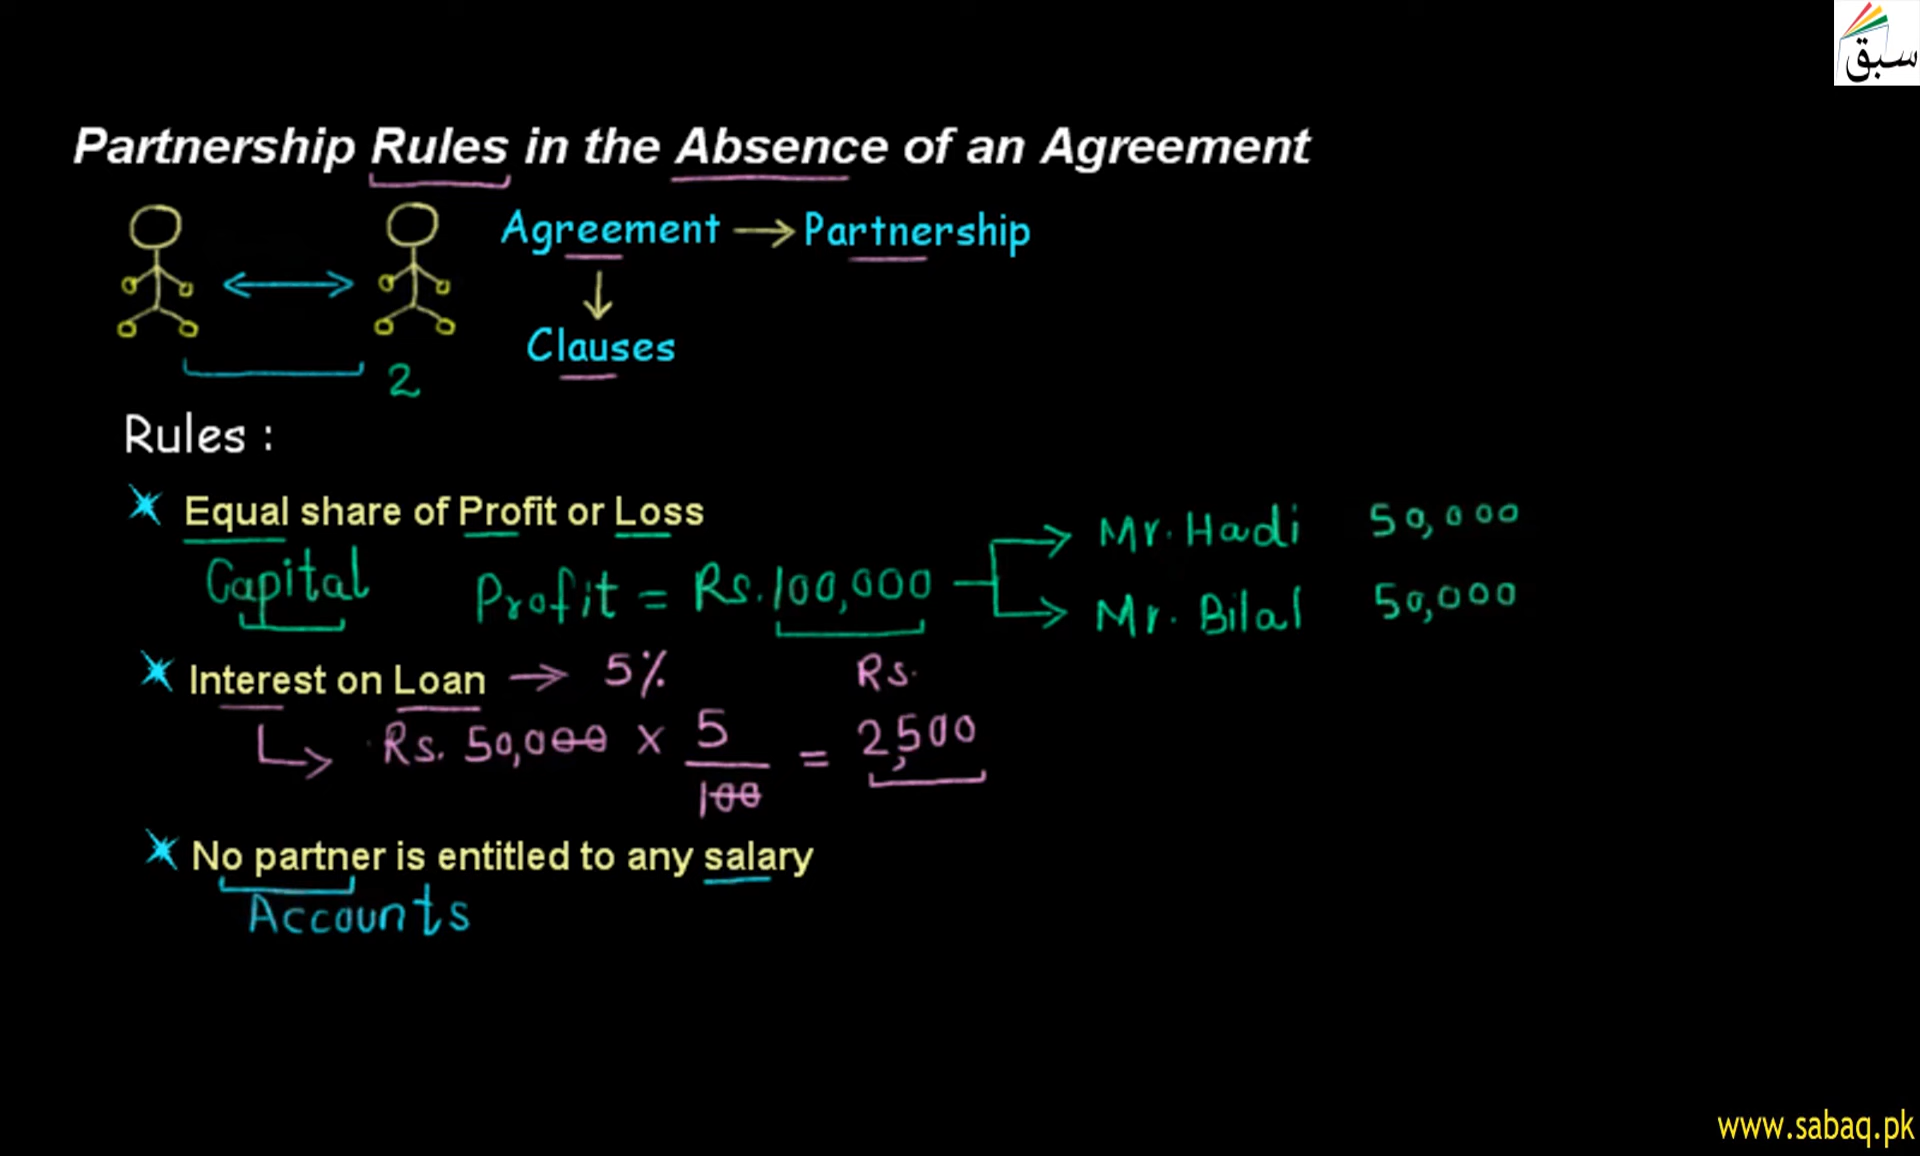 سبق
Partnership Rules in the Absence of an Agreement
Agreement → Partnership
↓
Clauses
2
Rules :
Equal share of Profit or Loss
Mr. Hadi 50,000
Capital Profit = Rs. 100,000
Mr. Bilal 50,000
Interest on Loan → 5% Rs.
Rs. 50,000 x 5/100 = 2,500
No partner is entitled to any salary
Accounts
www.sabaq.pk